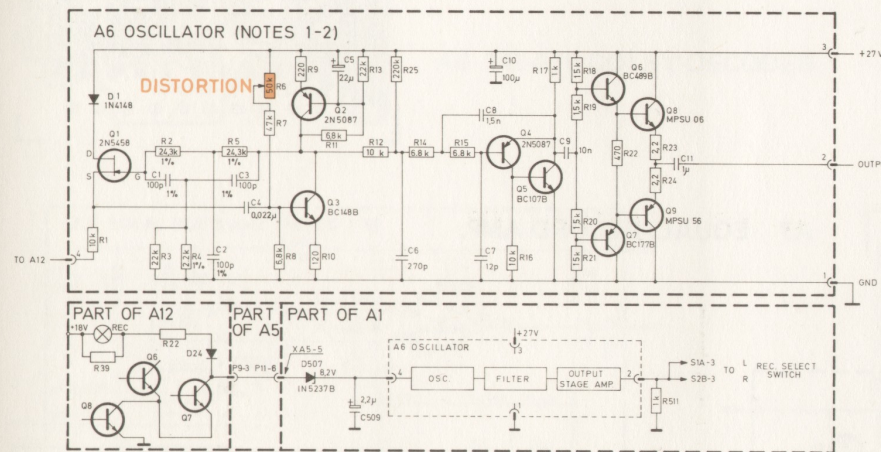 A6 OSCILLATOR (NOTES 1-2)
3
+27V
D1
1N4148
DISTORTION
50k
R6
220
R9
C5
22µ
22k
R13
220k
R25
C10
100µ
R17
1k
15k
R18
Q6
BC489B
Q1
2N5458
R7
47k
Q2
2N5087
C8
1,5n
1,5k
R19
Q8
MPSU 06
R2
24,3k
1%
R5
24,3k
1%
6,8k
R11
R12
10 k
R14
6,8k
R15
6,8k
Q4
2N5087
C9
10n
470
R22
2,2
R23
C11
1µ
2
OUTP
D
S
G
C1
100p
1%
C3
100p
1%
C4
0,022µ
Q3
BC148B
Q5
BC107B
2,2
R24
Q9
MPSU 56
TO A12
4
10k
R1
22k
R3
2,2k
R4
1%
C2
100p
1%
6,8k
R8
120
R10
C6
270p
C7
12p
10k
R16
1,5k
R20
15k
R21
Q7
BC177B
1
GND
PART OF A12
PART
OF A5
PART OF A1
+18V
REC
R22
R39
D24
Q6
Q7
Q8
P9-3
P11-6
XA5-5
D507
8,2V
1N5237B
2,2µ
C509
A6 OSCILLATOR
+27V
3
4
OSC.
FILTER
OUTPUT
STAGE AMP.
2
1
1k
R511
S1A-3
S2B-3
TO
L
R
REC. SELECT
SWITCH